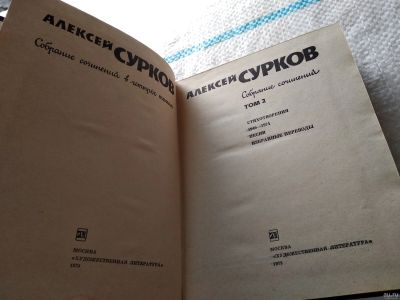 АЛЕКСЕЙ СУРКОВ
Собрание сочинений в четырёх томах
МОСКВА
«ХУДОЖЕСТВЕННАЯ ЛИТЕРАТУРА»
АЛЕКСЕЙ СУРКОВ
Собрание сочинений
ТОМ 2
СТИХОТВОРЕНИЯ
ПЕСНИ
ИЗБРАННЫЕ ПЕРЕВОДЫ
МОСКВА
«ХУДОЖЕСТВЕННАЯ ЛИТЕРАТУРА»